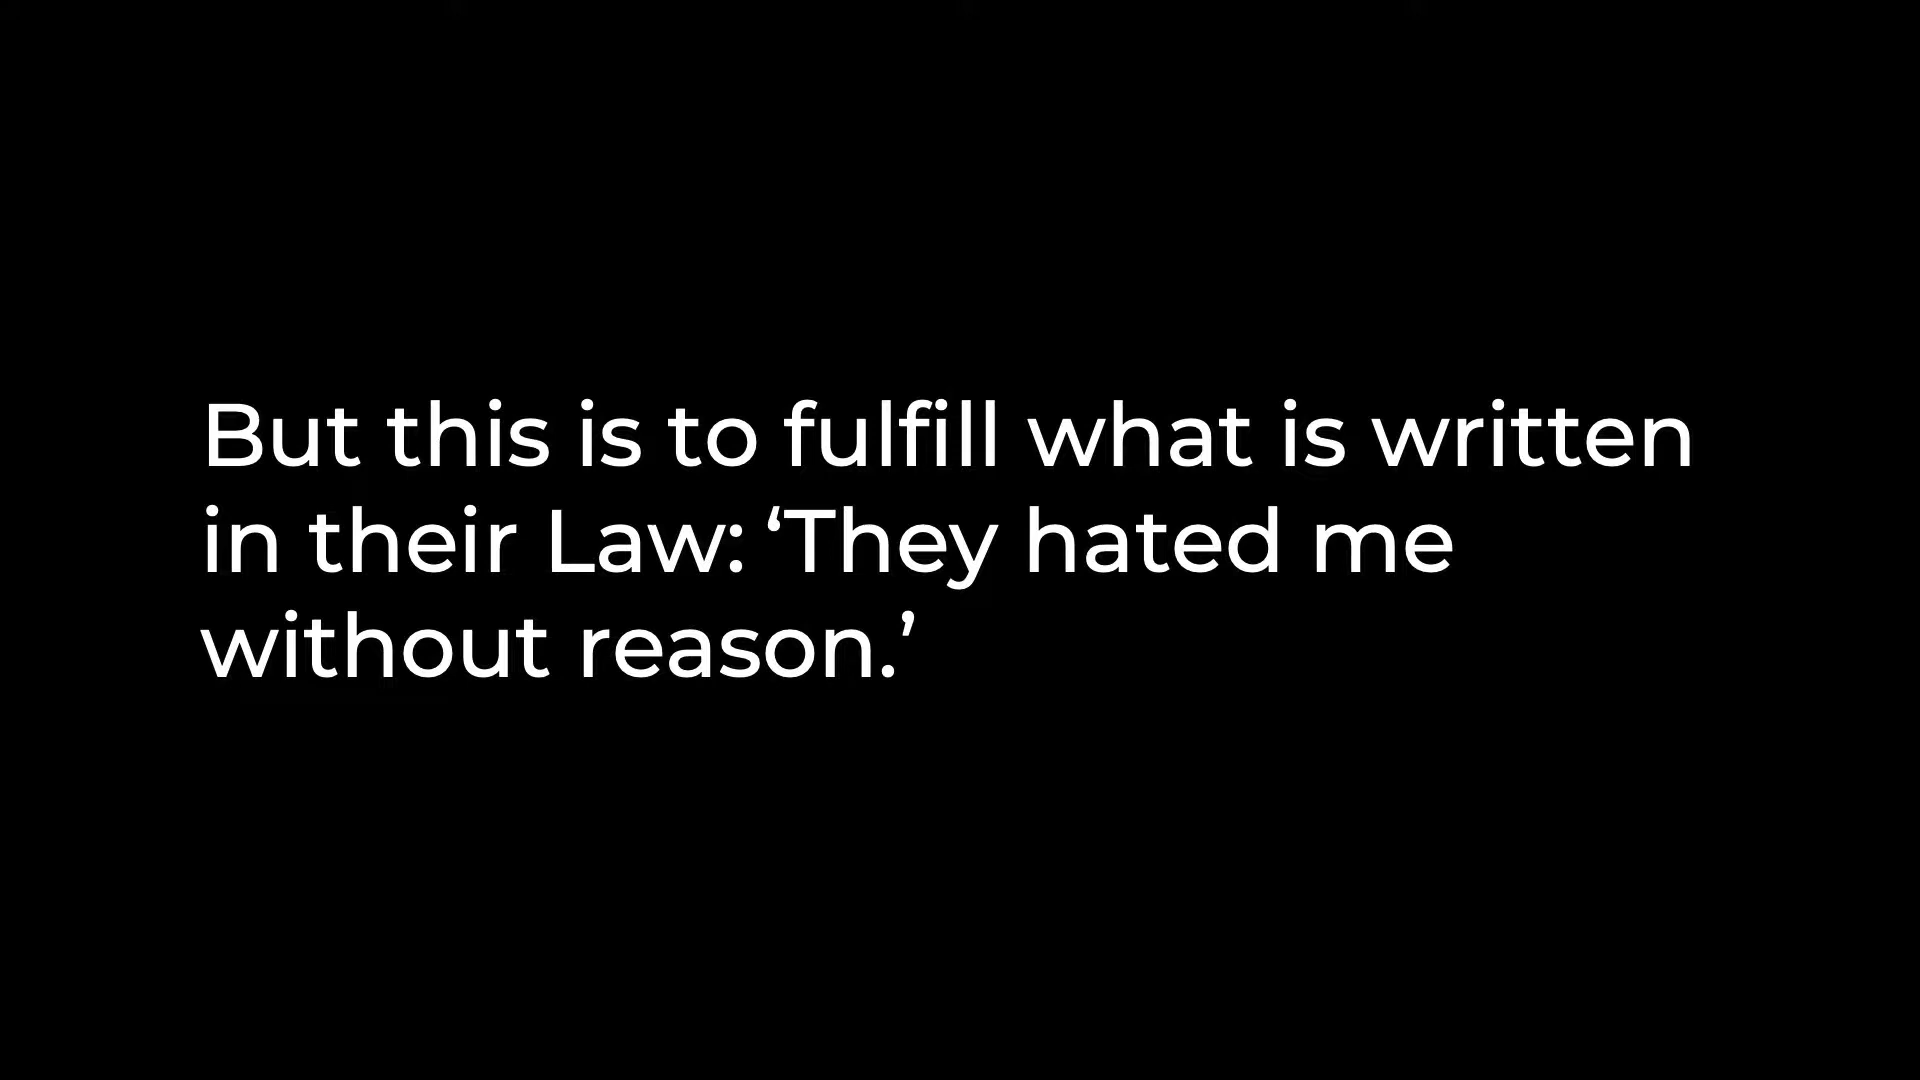 But this is to fulfill what is written
in their Law: ‘They hated me
without reason.’